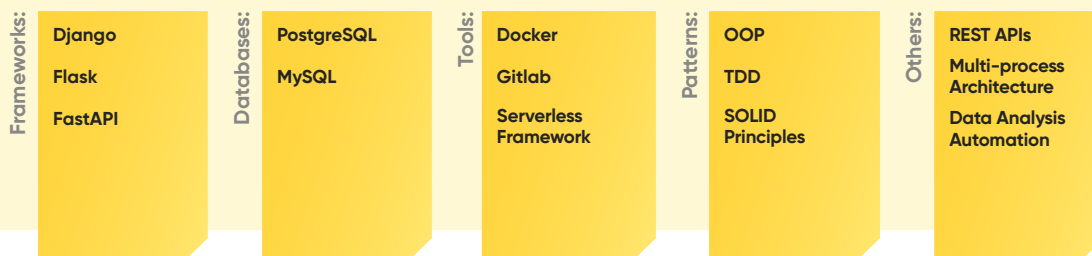 Frameworks:
Django
Flask
FastAPI
Databases:
PostgreSQL
MySQL
Tools:
Docker
Gitlab
Serverless
Framework
Patterns:
OOP
TDD
SOLID
Principles
Others:
REST APIs
Multi-process
Architecture
Data Analysis
Automation